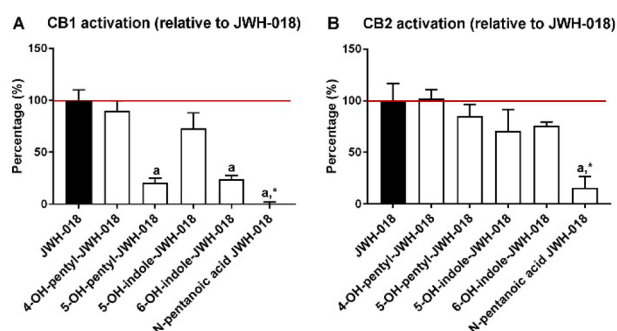 A CB1 activation (relative to JWH-018)
Percentage (%)
150
100
50
0
a
a
a,*
JWH-018
4-OH-pentyl-JWH-018
5-OH-pentyl-JWH-018
5-OH-indole-JWH-018
6-OH-indole-JWH-018
N-pentanoic acid JWH-018
B CB2 activation (relative to JWH-018)
Percentage (%)
150
100
50
0
a,*
JWH-018
4-OH-pentyl-JWH-018
5-OH-pentyl-JWH-018
5-OH-indole-JWH-018
6-OH-indole-JWH-018
N-pentanoic acid JWH-018